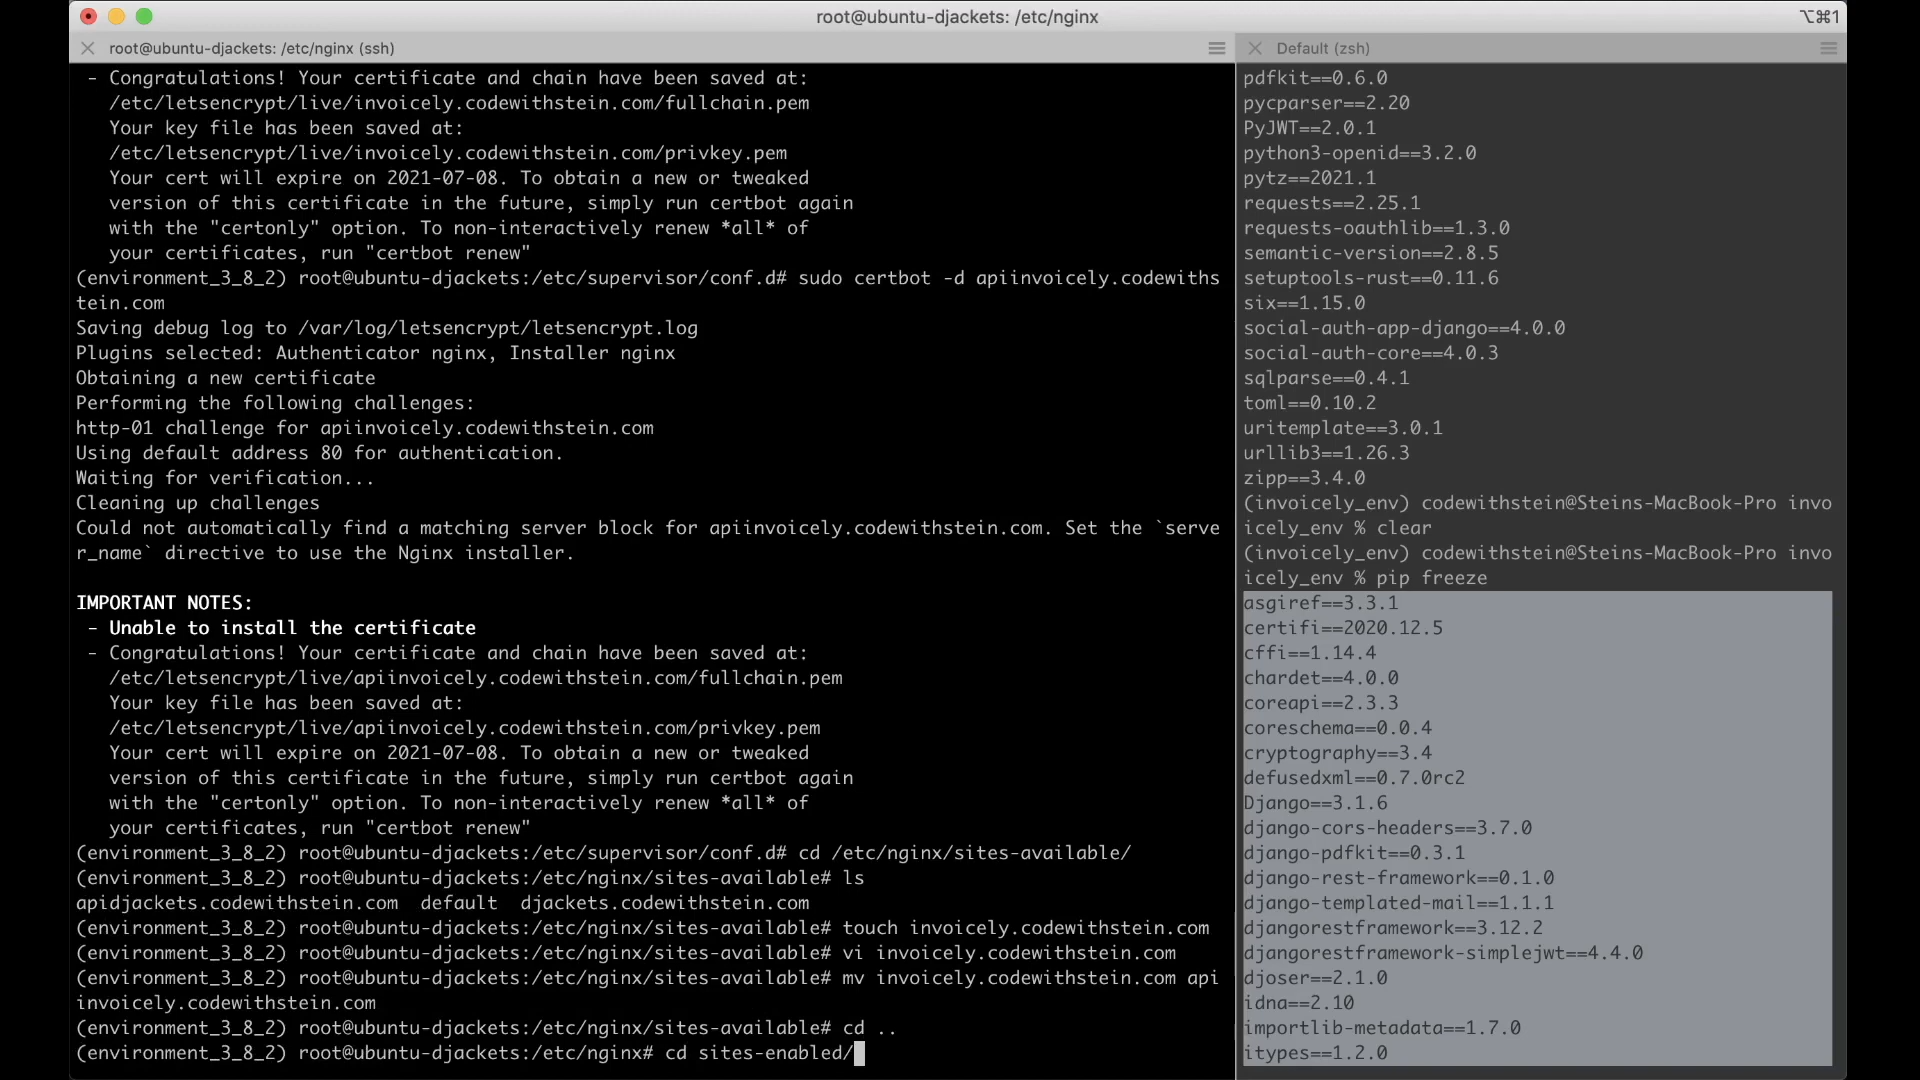 root@ubuntu-djackets: /etc/nginx
⌥⌘1
root@ubuntu-djackets: /etc/nginx (ssh)
- Congratulations! Your certificate and chain have been saved at:
/etc/letsencrypt/live/invoicely.codewithstein.com/fullchain.pem
Your key file has been saved at:
/etc/letsencrypt/live/invoicely.codewithstein.com/privkey.pem
Your cert will expire on 2021-07-08. To obtain a new or tweaked
version of this certificate in the future, simply run certbot again
with the "certonly" option. To non-interactively renew *all* of
your certificates, run "certbot renew"
(environment_3_8_2) root@ubuntu-djackets:/etc/supervisor/conf.d# sudo certbot -d apiinvoicely.codewiths
tein.com
Saving debug log to /var/log/letsencrypt/letsencrypt.log
Plugins selected: Authenticator nginx, Installer nginx
Obtaining a new certificate
Performing the following challenges:
http-01 challenge for apiinvoicely.codewithstein.com
Using default address 80 for authentication.
Waiting for verification...
Cleaning up challenges
Could not automatically find a matching server block for apiinvoicely.codewithstein.com. Set the `serve
r_name` directive to use the Nginx installer.
IMPORTANT NOTES:
- Unable to install the certificate
- Congratulations! Your certificate and chain have been saved at:
/etc/letsencrypt/live/apiinvoicely.codewithstein.com/fullchain.pem
Your key file has been saved at:
/etc/letsencrypt/live/apiinvoicely.codewithstein.com/privkey.pem
Your cert will expire on 2021-07-08. To obtain a new or tweaked
version of this certificate in the future, simply run certbot again
with the "certonly" option. To non-interactively renew *all* of
your certificates, run "certbot renew"
(environment_3_8_2) root@ubuntu-djackets:/etc/supervisor/conf.d# cd /etc/nginx/sites-available/
(environment_3_8_2) root@ubuntu-djackets:/etc/nginx/sites-available# ls
apidjackets.codewithstein.com  default  djackets.codewithstein.com
(environment_3_8_2) root@ubuntu-djackets:/etc/nginx/sites-available# touch invoicely.codewithstein.com
(environment_3_8_2) root@ubuntu-djackets:/etc/nginx/sites-available# vi invoicely.codewithstein.com
(environment_3_8_2) root@ubuntu-djackets:/etc/nginx/sites-available# mv invoicely.codewithstein.com api
invoicely.codewithstein.com
(environment_3_8_2) root@ubuntu-djackets:/etc/nginx/sites-available# cd ..
(environment_3_8_2) root@ubuntu-djackets:/etc/nginx# cd sites-enabled/
Default (zsh)
pdfkit==0.6.0
pycparser==2.20
PyJWT==2.0.1
python3-openid==3.2.0
pytz==2021.1
requests==2.25.1
requests-oauthlib==1.3.0
semantic-version==2.8.5
setuptools-rust==0.11.6
six==1.15.0
social-auth-app-django==4.0.0
social-auth-core==4.0.3
sqlparse==0.4.1
toml==0.10.2
uritemplate==3.0.1
urllib3==1.26.3
zipp==3.4.0
(invoicely_env) codewithstein@Steins-MacBook-Pro invo
icely_env % clear
(invoicely_env) codewithstein@Steins-MacBook-Pro invo
icely_env % pip freeze
asgiref==3.3.1
certifi==2020.12.5
cffi==1.14.4
chardet==4.0.0
coreapi==2.3.3
coreschema==0.0.4
cryptography==3.4
defusedxml==0.7.0rc2
Django==3.1.6
django-cors-headers==3.7.0
django-pdfkit==0.3.1
django-rest-framework==0.1.0
django-templated-mail==1.1.1
djangorestframework==3.12.2
djangorestframework-simplejwt==4.4.0
djoser==2.1.0
idna==2.10
importlib-metadata==1.7.0
itypes==1.2.0